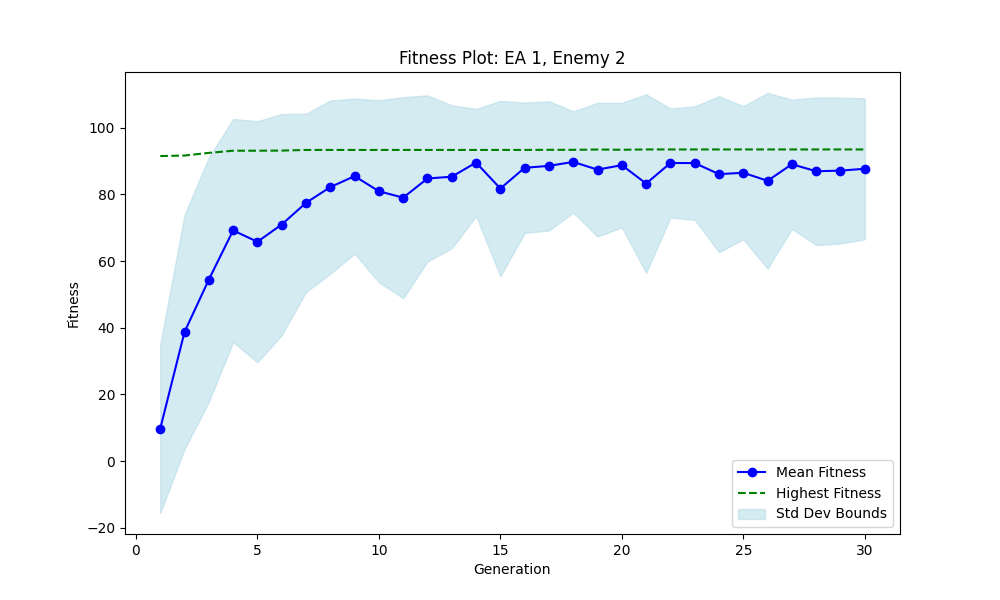 Fitness Plot: EA 1, Enemy 2
Fitness
100
80
60
40
20
0
−20
0 5 10 15 20 25 30
Generation
Mean Fitness
Highest Fitness
Std Dev Bounds